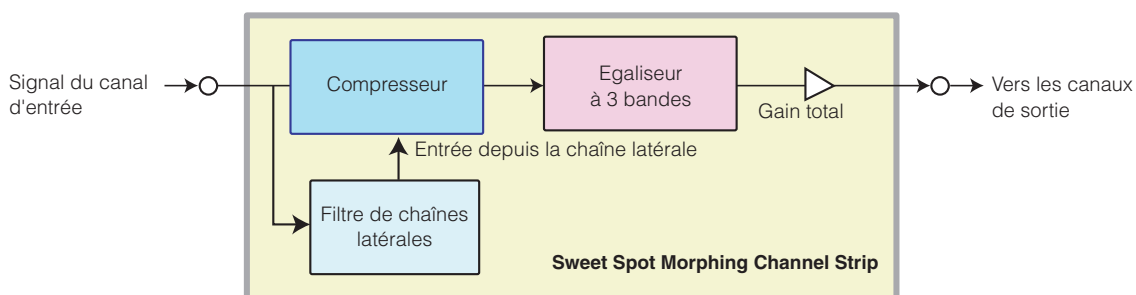 Signal du canal
d'entrée
Compresseur
Egaliseur
à 3 bandes
Gain total
Vers les canaux
de sortie
Entrée depuis la chaîne latérale
Filtre de chaînes
latérales
Sweet Spot Morphing Channel Strip